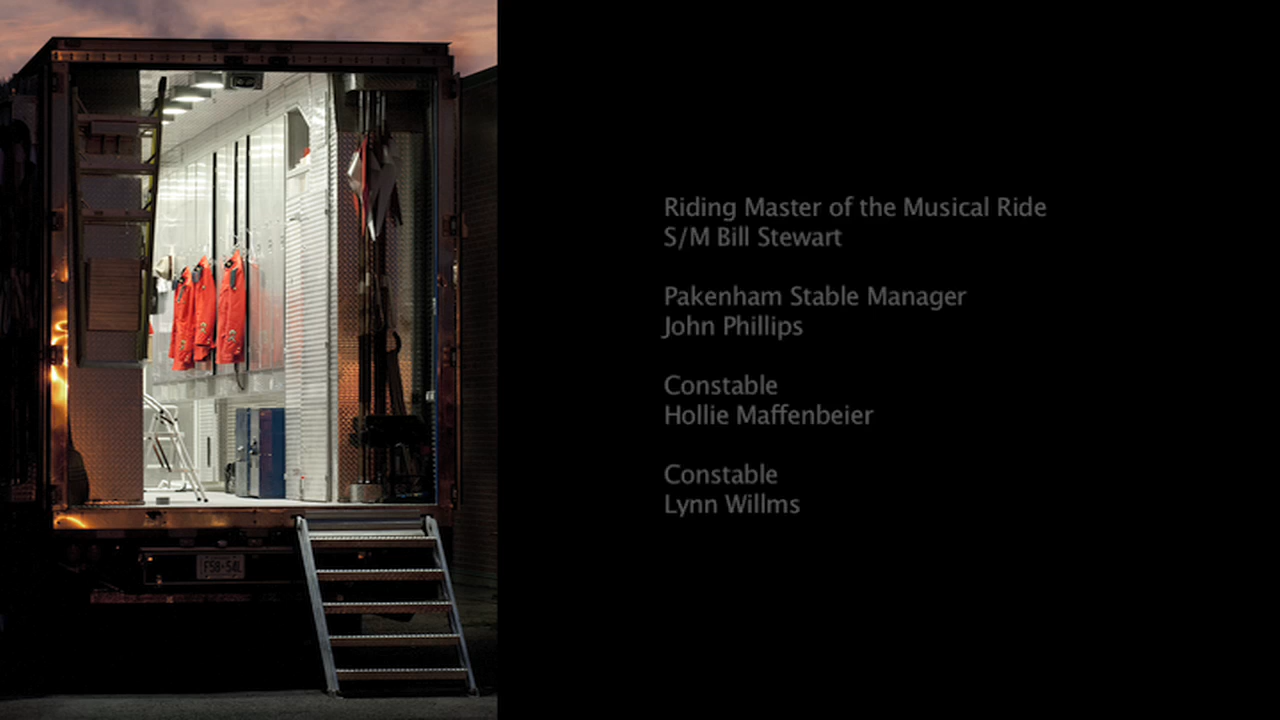 Riding Master of the Musical Ride
S/M Bill Stewart
Pakenham Stable Manager
John Phillips
Constable
Hollie Maffenbeier
Constable
Lynn Willms